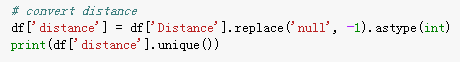 # convert distance
df['distance'] = df['Distance'].replace('null', -1).astype(int)
print(df['distance'].unique())